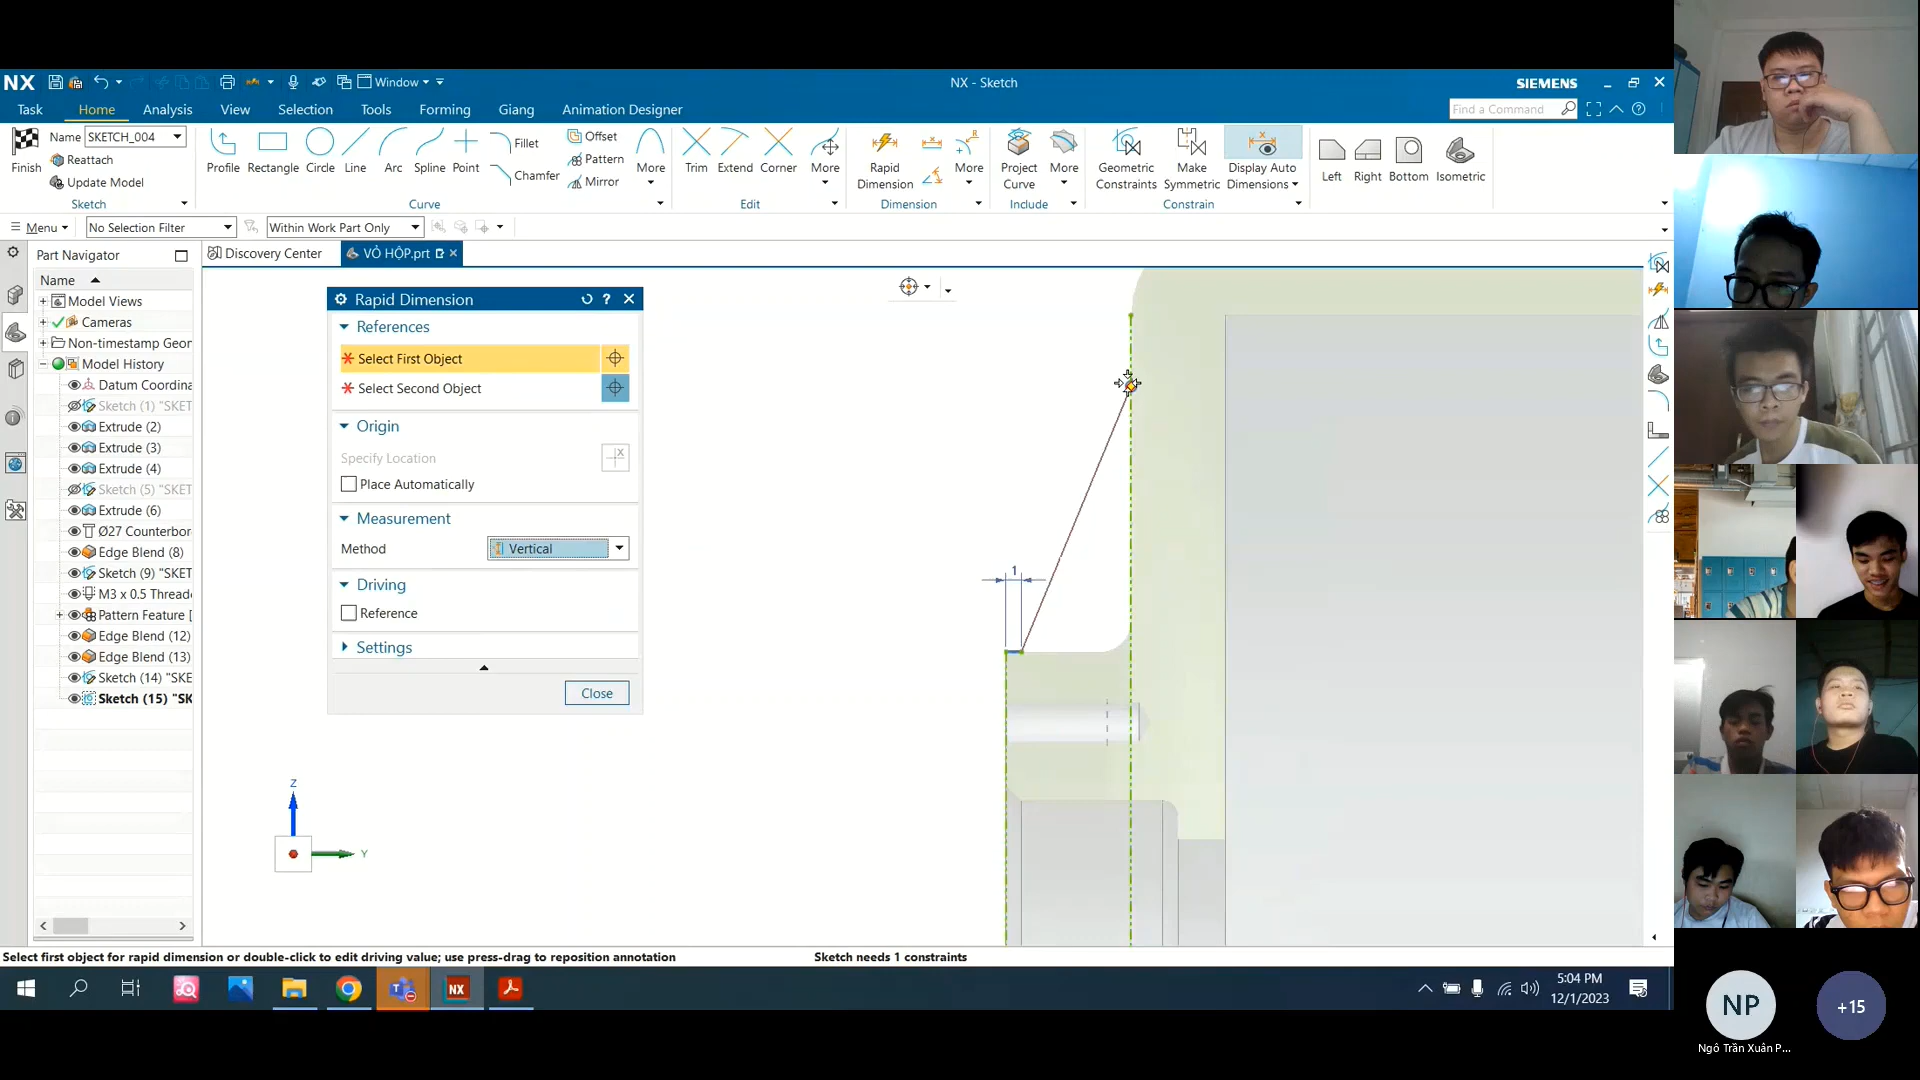 NX
Window
NX - Sketch
SIEMENS
Task
Home
Analysis
View
Selection
Tools
Forming
Giang
Animation Designer
Find a Command
Finish
Name SKETCH_004
Reattach
Update Model
Sketch
Profile
Rectangle
Circle
Line
Arc
Spline
Point
Fillet
Chamfer
Offset
Pattern
Mirror
More
Curve
Trim
Extend
Corner
More
Edit
Rapid
Dimension
More
Dimension
Project
Curve
More
Include
Geometric
Constraints
Make
Symmetric
Display Auto
Dimensions
Constrain
Left
Right
Bottom
Isometric
Menu
No Selection Filter
Within Work Part Only
Part Navigator
Discovery Center
VỎ HỘP.prt
Name
Model Views
Cameras
Non-timestamp Geor
Model History
Datum Coordina
Sketch (1) "SKET
Extrude (2)
Extrude (3)
Extrude (4)
Sketch (5) "SKET
Extrude (6)
Ø27 Counterbor
Edge Blend (8)
Sketch (9) "SKET
M3 x 0.5 Threade
Pattern Feature [
Edge Blend (12)
Edge Blend (13)
Sketch (14) "SKE
Sketch (15) "SK
Rapid Dimension
References
Select First Object
Select Second Object
Origin
Specify Location
Place Automatically
Measurement
Method
Vertical
Driving
Reference
Settings
Close
1
Z
Y
Select first object for rapid dimension or double-click to edit driving value; use press-drag to reposition annotation
Sketch needs 1 constraints
NX
5:04 PM
12/1/2023
NP
+15
Ngô Trần Xuân P...